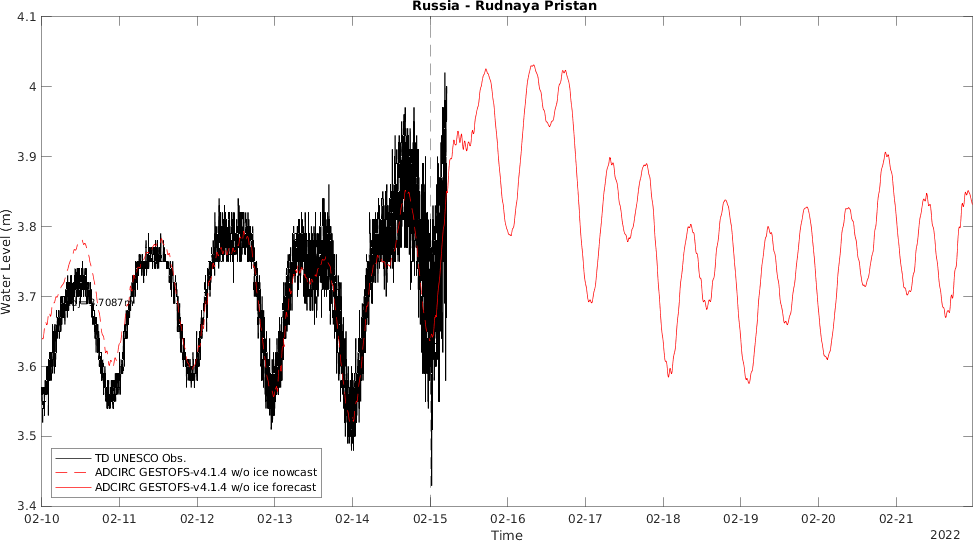 Russia - Rudnaya Pristan
4.1
4
3.9
3.8
3.7
3.6
3.5
3.4
Water Level (m)
TD UNESCO Obs.
ADCIRC GESTOFS-v4.1.4 w/o ice nowcast
ADCIRC GESTOFS-v4.1.4 w/o ice forecast
02-10 02-11 02-12 02-13 02-14 02-15 02-16 02-17 02-18 02-19 02-20 02-21
Time
2022